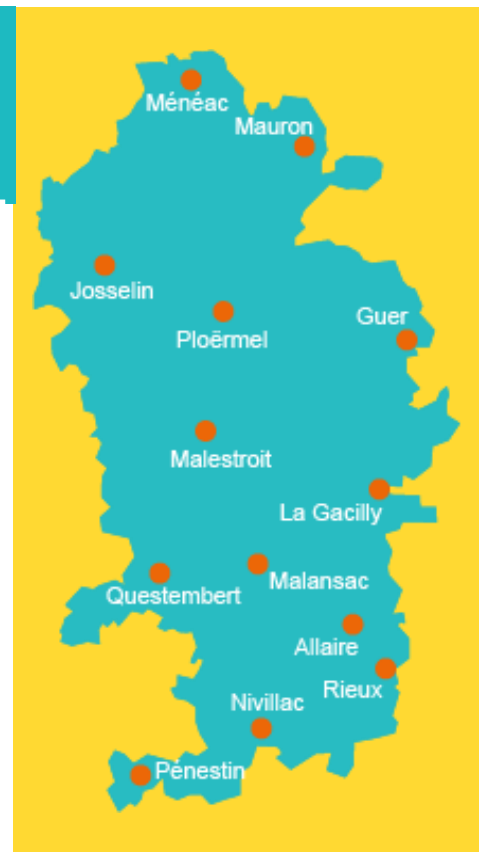 Ménéac
Mauron
Josselin
Guer
Ploërmel
Malestroit
La Gacilly
Malansac
Questembert
Allaire
Rieux
Nivillac
Pénestin